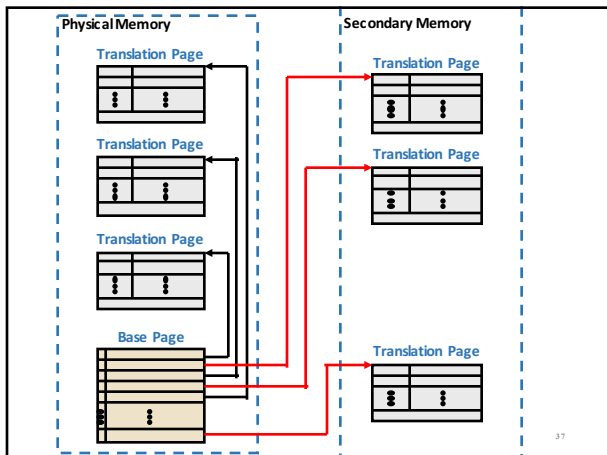 Physical Memory
Secondary Memory
Translation Page
Translation Page
Translation Page
Translation Page
Translation Page
Base Page
Translation Page
37